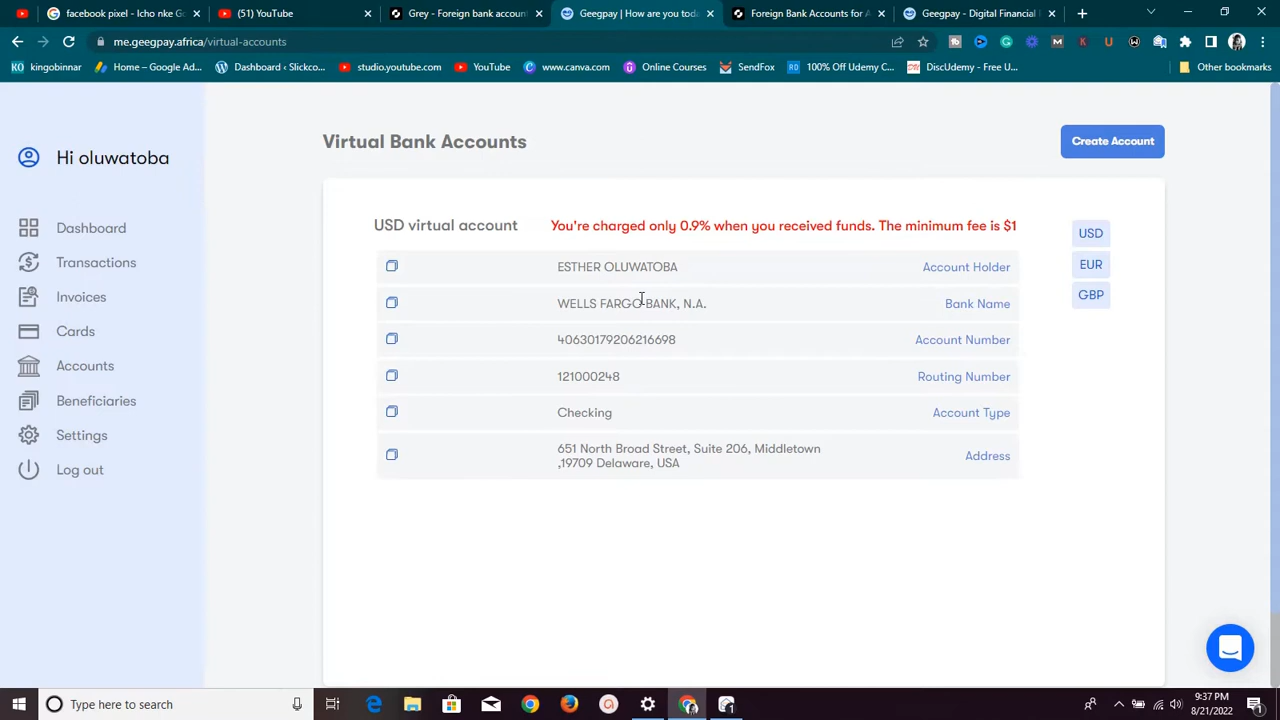 facebook pixel - Icho nke Go
(51) YouTube
Grey - Foreign bank account
Geegpay | How are you toda
Foreign Bank Accounts for A
Geegpay - Digital Financial
me.geegpay.africa/virtual-accounts
kingobinnar
Home – Google Ad...
Dashboard ‹ Slickco...
studio.youtube.com
YouTube
www.canva.com
Online Courses
SendFox
100% Off Udemy C...
DiscUdemy - Free U...
Other bookmarks
Hi oluwatoba
Dashboard
Transactions
Invoices
Cards
Accounts
Beneficiaries
Settings
Log out
Virtual Bank Accounts
Create Account
USD virtual account
You're charged only 0.9% when you received funds. The minimum fee is $1
USD
EUR
GBP
ESTHER OLUWATOBA Account Holder
WELLS FARGO BANK, N.A. Bank Name
40630179206216698 Account Number
121000248 Routing Number
Checking Account Type
651 North Broad Street, Suite 206, Middletown
,19709 Delaware, USA
Address
Type here to search
9:37 PM
8/21/2022